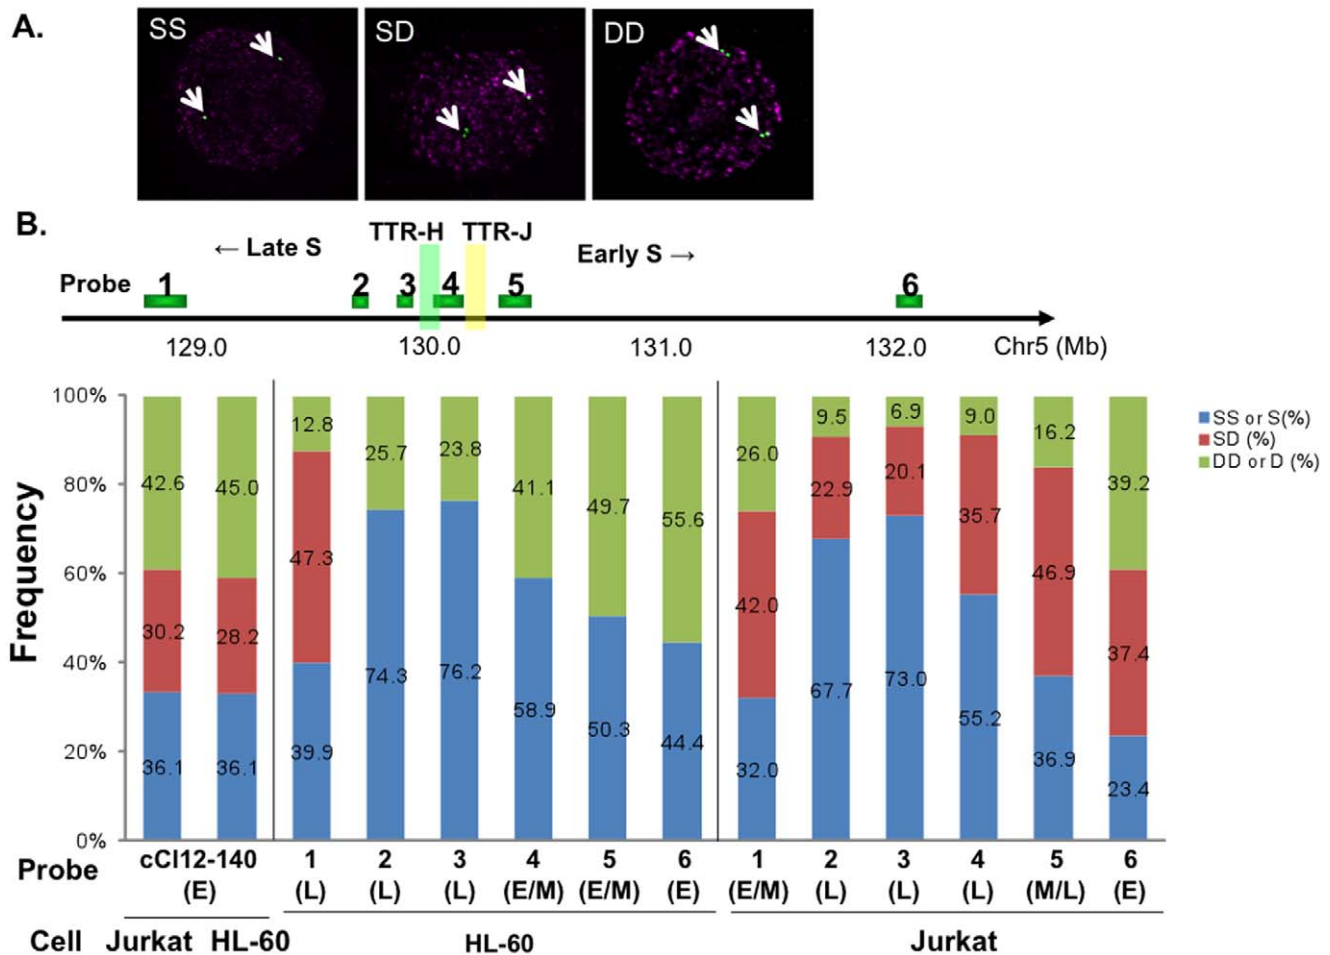 A.
SS
SD
DD
B.
TTR-H TTR-J
← Late S
Early S →
Probe 1 2 3 4 5 6
129.0 130.0 131.0 132.0 Chr5 (Mb)
Frequency
100%
80%
60%
40%
20%
0%
42.6 30.2 36.1
45.0 28.2 36.1
12.8 47.3 39.9
25.7 74.3
23.8 76.2
41.1 58.9
49.7 50.3
55.6 44.4
26.0 42.0 32.0
9.5 22.9 67.7
6.9 20.1 73.0
9.0 35.7 55.2
16.2 46.9 36.9
39.2 37.4 23.4
SS or S(%)
SD (%)
DD or D (%)
Probe cCI12-140 1 2 3 4 5 6 1 2 3 4 5 6
(E) (L) (L) (L) (E/M) (E/M) (E) (E/M) (L) (L) (L) (M/L) (E)
Cell Jurkat HL-60 HL-60 Jurkat